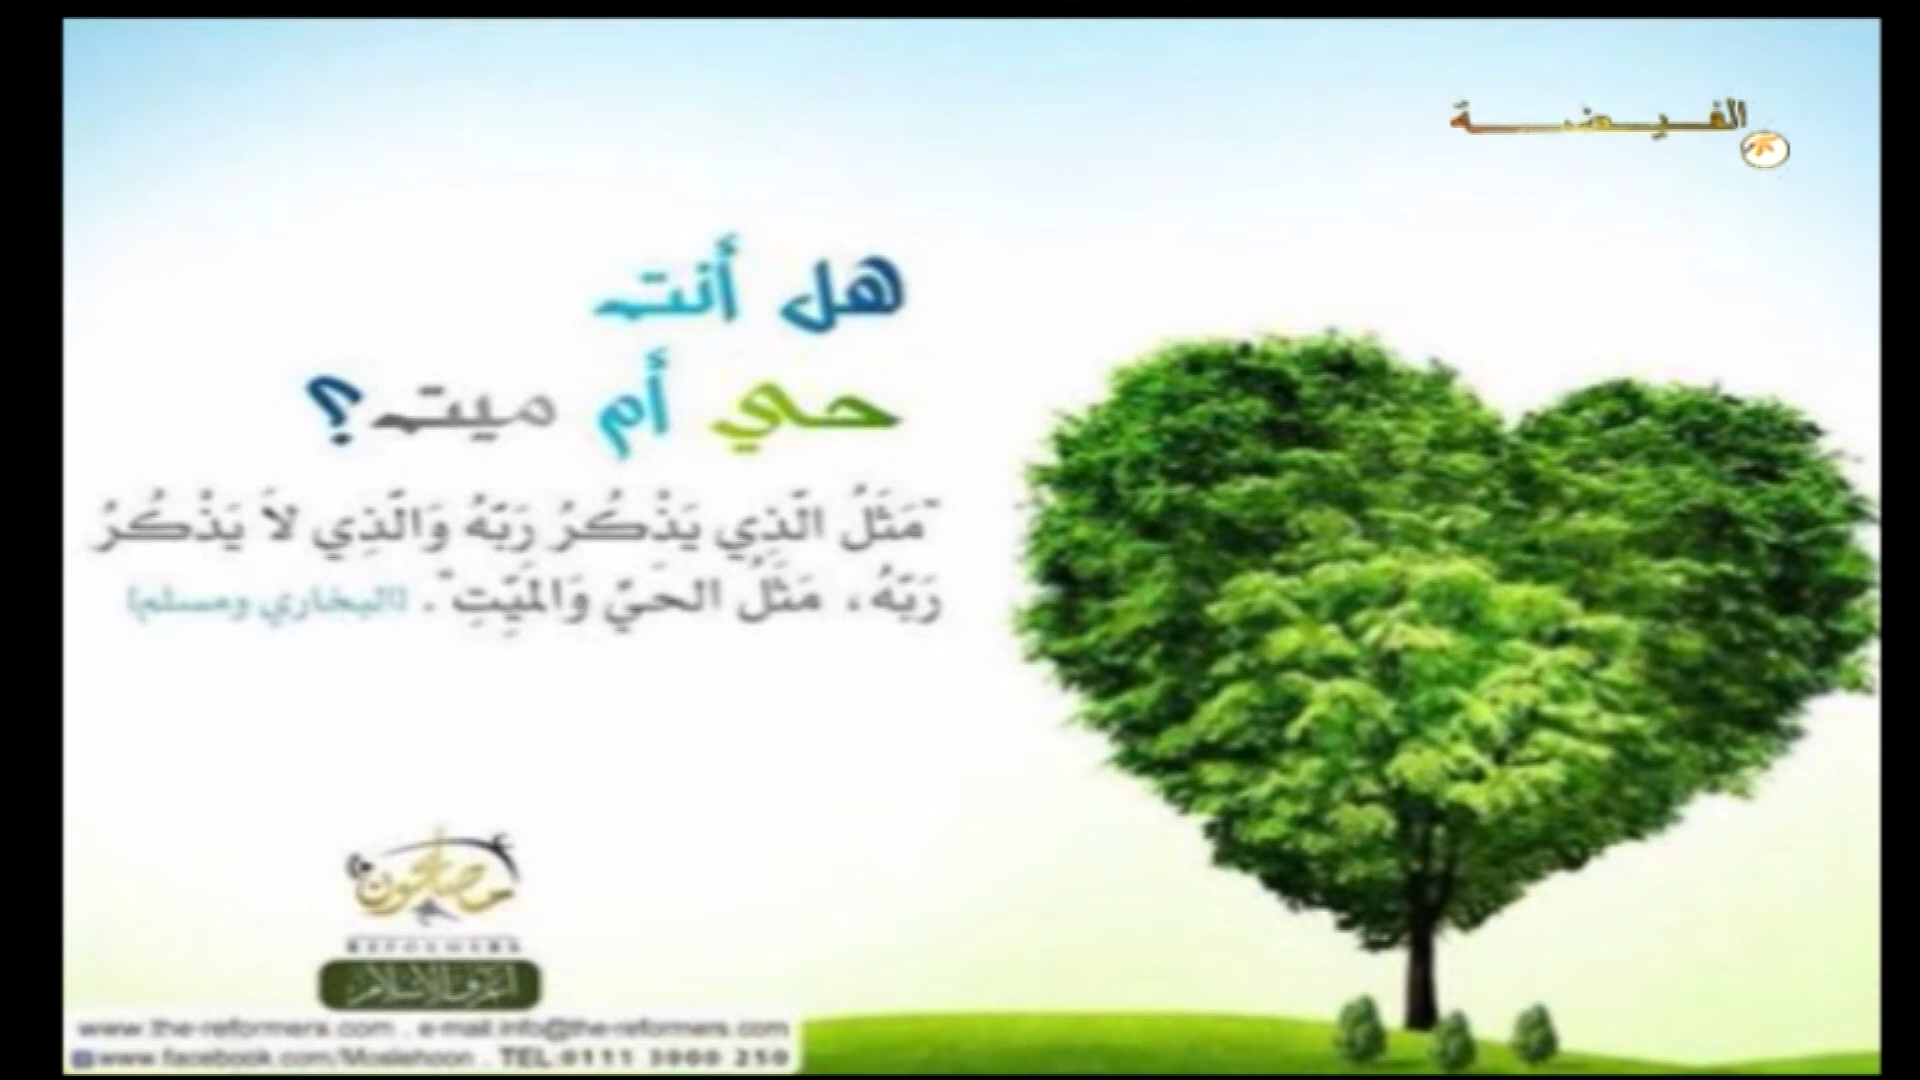 الفيضة
هل أنت
حي أم ميت؟
"مَثَلُ الَّذِي يَذْكُرُ رَبَّهُ وَالَّذِي لاَ يَذْكُرُ
رَبَّهُ، مَثَلُ الحَيِّ وَالمَيِّتِ". (البخاري ومسلم)
مصلحون
REFORMERS
www.the-reformers.com . e-mail:info@the-reformers.com
www.facebook.com/Moslehoon . TEL:0111 3000 250